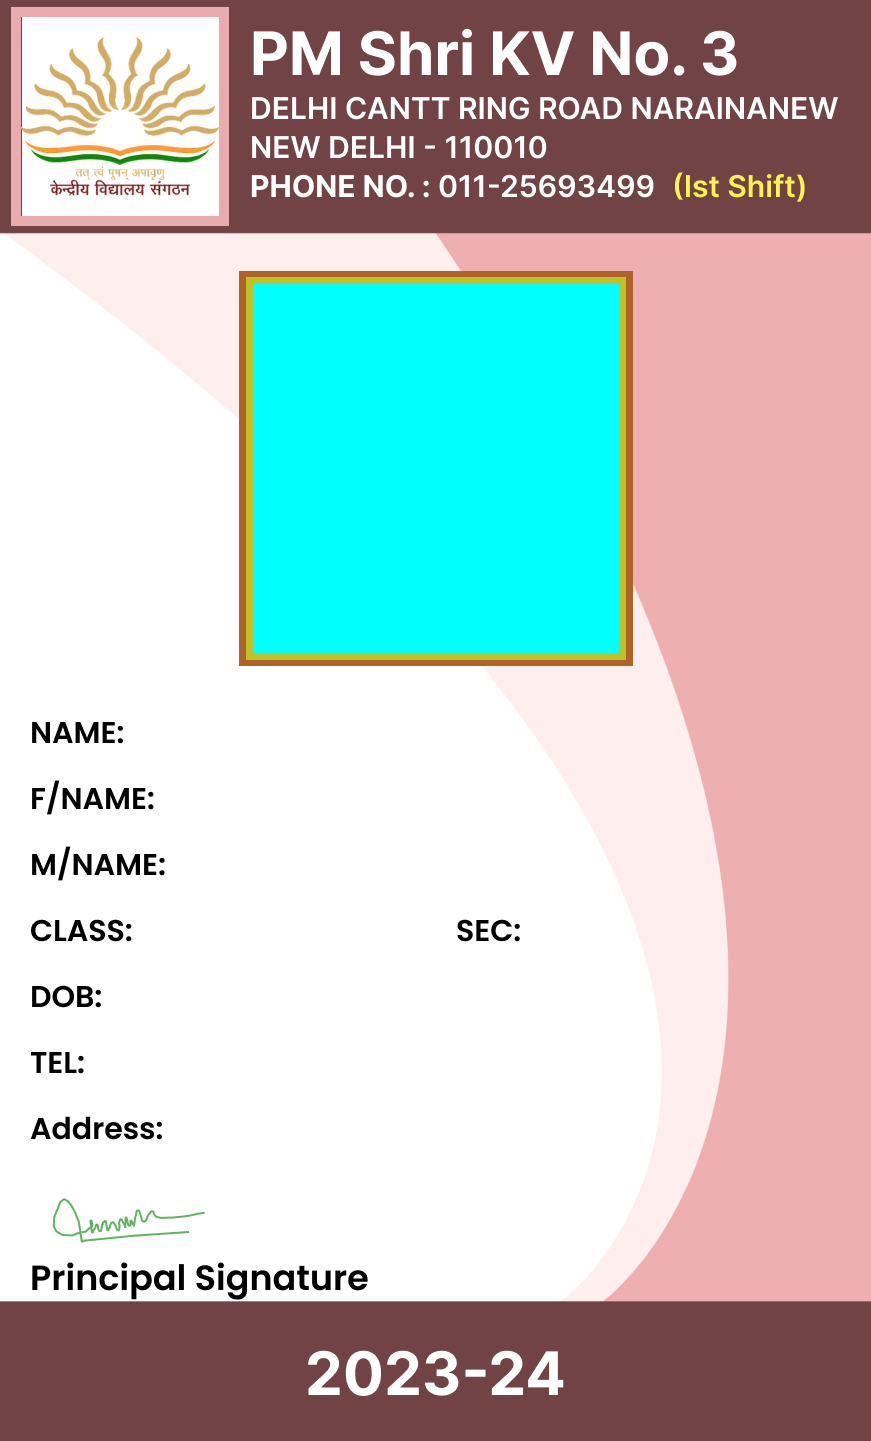 तत् त्वं पूषन् अपावृणु
केन्द्रीय विद्यालय संगठन
PM Shri KV No. 3
DELHI CANTT RING ROAD NARAINANEW
NEW DELHI - 110010
PHONE NO. : 011-25693499 (Ist Shift)
NAME:
F/NAME:
M/NAME:
CLASS: SEC:
DOB:
TEL:
Address:
Principal Signature
2023-24